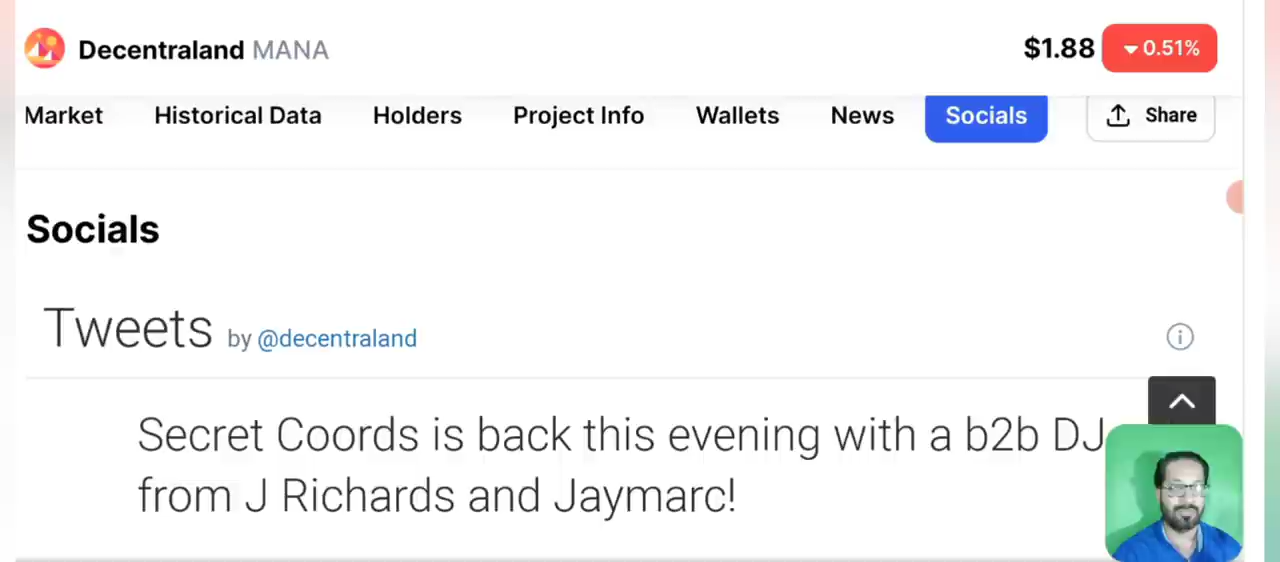 Decentraland MANA $1.88 0.51%
Market Historical Data Holders Project Info Wallets News Socials Share
Socials
Tweets by @decentraland
Secret Coords is back this evening with a b2b DJ
from J Richards and Jaymarc!